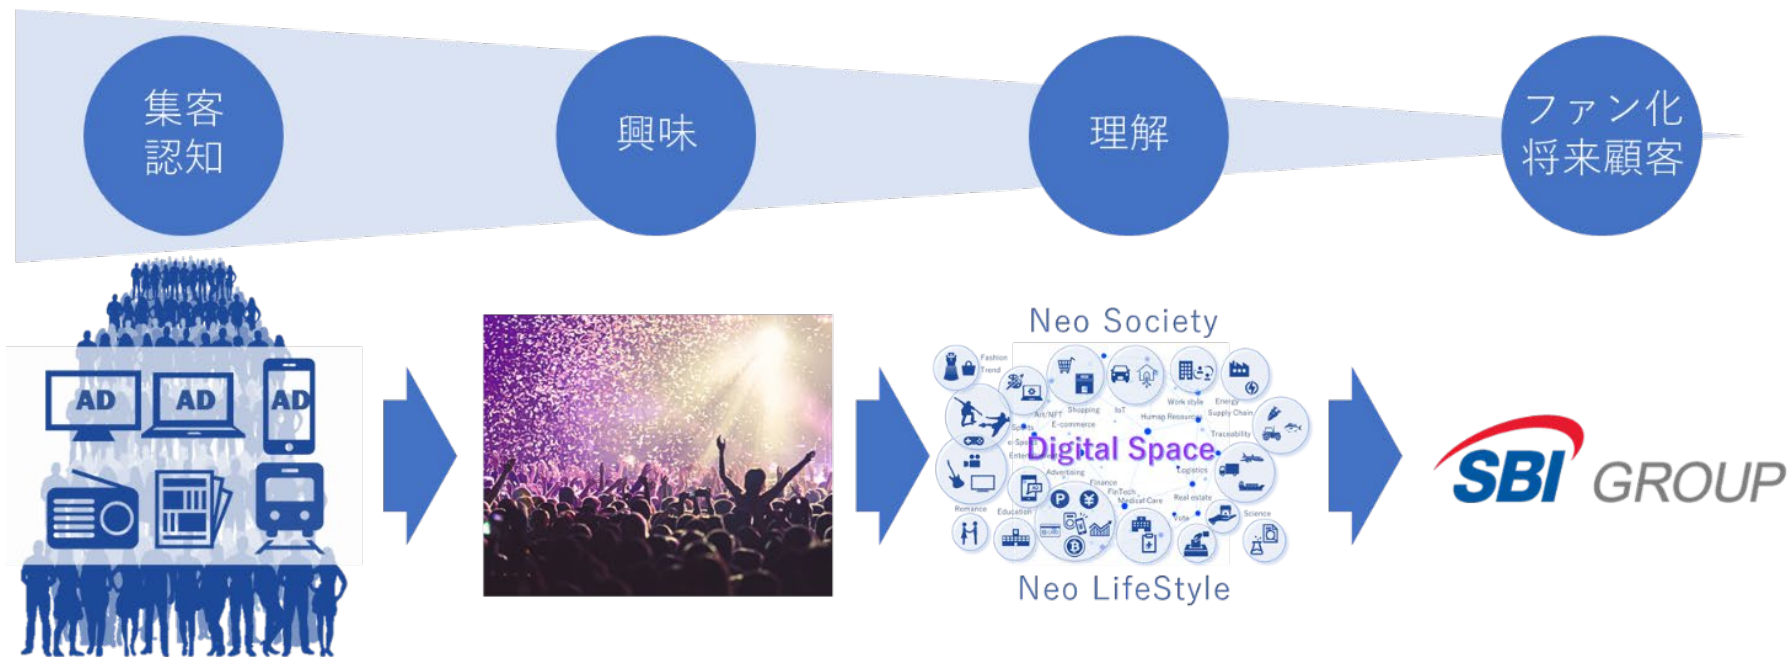 集客
認知
興味
理解
ファン化
将来顧客
AD
AD
AD
Neo Society
Fashion
Trend
Art/NFT
Shopping
E-commerce
IoT
Human Resources
Work style
Energy
Supply Chain
Traceability
Sports
e-Sports
Digital Space
Advertising
Finance
FinTech
Medical Care
Logistics
Real estate
Vote
Science
Romance
Education
Neo LifeStyle
SBI GROUP